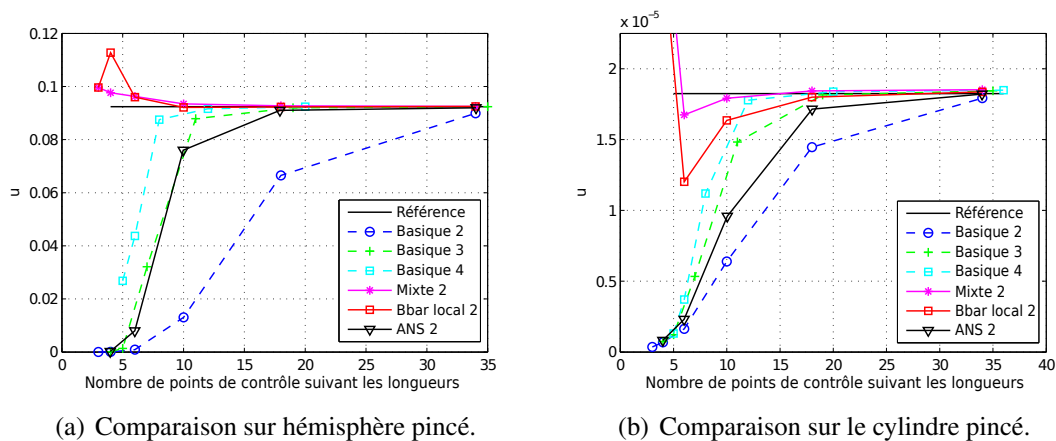 0.12
0.1
0.08
0.06
0.04
0.02
0
u
0 5 10 15 20 25 30 35
Nombre de points de contrôle suivant les longueurs
Référence
Basique 2
Basique 3
Basique 4
Mixte 2
Bbar local 2
ANS 2
(a) Comparaison sur hémisphère pincé.
x 10⁻⁵
2
1.5
1
0.5
0
u
0 5 10 15 20 25 30 35 40
Nombre de points de contrôle suivant les longueurs
Référence
Basique 2
Basique 3
Basique 4
Mixte 2
Bbar local 2
ANS 2
(b) Comparaison sur le cylindre pincé.